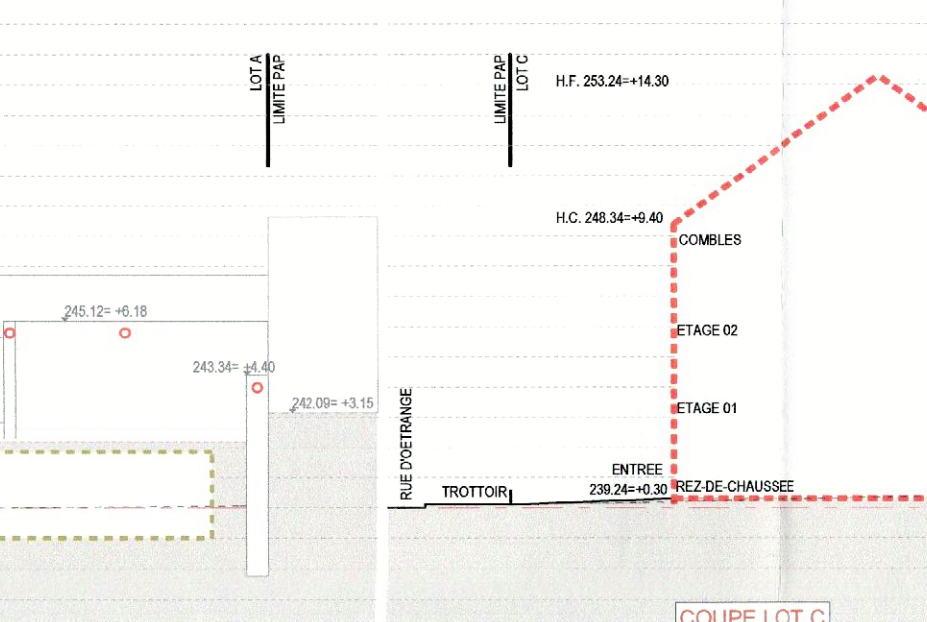 LOT A
LIMITE PAP
LIMITE PAP
LOT C
H.F. 253.24=+14.30
H.C. 248.34=+9.40
COMBLES
245.12= +6.18
ETAGE 02
243.34= +4.40
242.09= +3.15
ETAGE 01
RUE D'OETRANGE
ENTREE
239.24=+0.30
REZ-DE-CHAUSSEE
TROTTOIR
COUPE LOT C